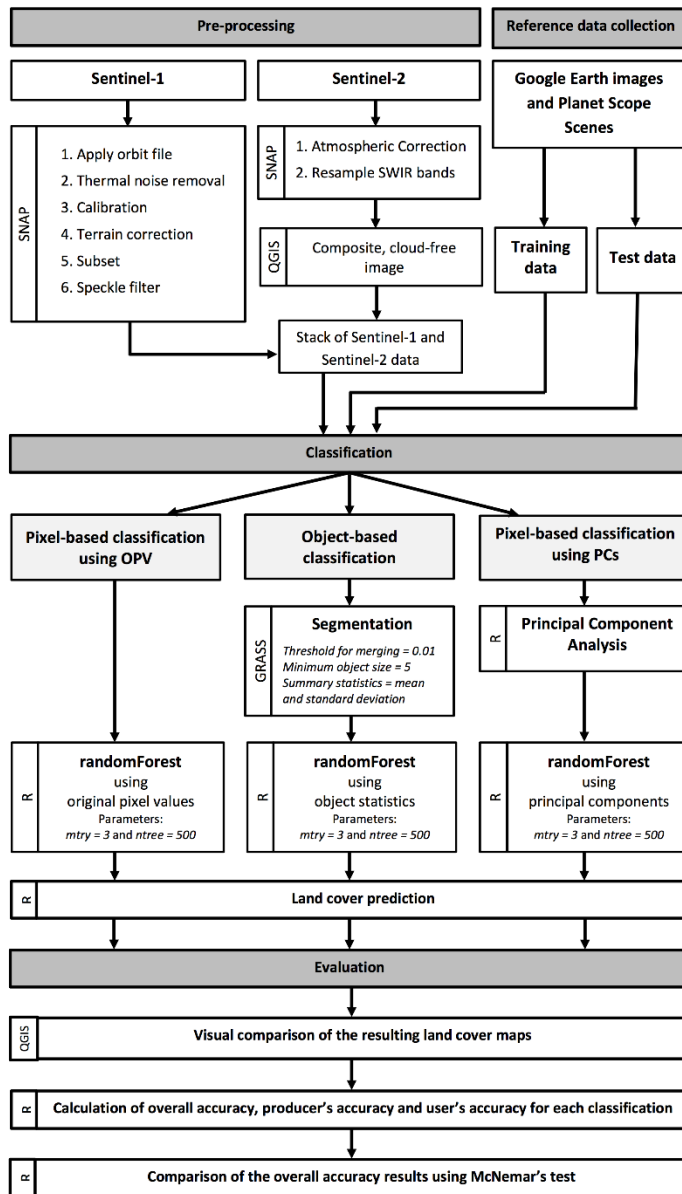 Pre-processing
Reference data collection
Sentinel-1
Sentinel-2
Google Earth images
and Planet Scope
Scenes
SNAP
1. Apply orbit file
2. Thermal noise removal
3. Calibration
4. Terrain correction
5. Subset
6. Speckle filter
SNAP
1. Atmospheric Correction
2. Resample SWIR bands
QGIS
Composite, cloud-free
image
Training
data
Test data
Stack of Sentinel-1 and
Sentinel-2 data
Classification
Pixel-based classification
using OPV
Object-based
classification
Pixel-based classification
using PCs
GRASS
Segmentation
Threshold for merging = 0.01
Minimum object size = 5
Summary statistics = mean
and standard deviation
R
Principal Component
Analysis
R
randomForest
using
original pixel values
Parameters:
mtry = 3 and ntree = 500
R
randomForest
using
object statistics
Parameters:
mtry = 3 and ntree = 500
R
randomForest
using
principal components
Parameters:
mtry = 3 and ntree = 500
R
Land cover prediction
Evaluation
QGIS
Visual comparison of the resulting land cover maps
R
Calculation of overall accuracy, producer's accuracy and user's accuracy for each classification
R
Comparison of the overall accuracy results using McNemar's test